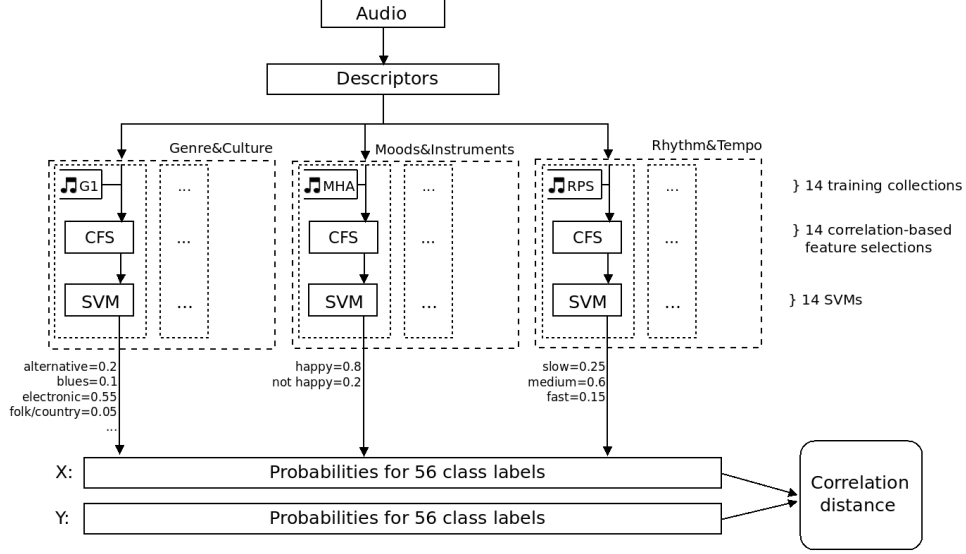 Audio
Descriptors
Genre&Culture
Moods&Instruments
Rhythm&Tempo
G1
...
MHA
...
RPS
...
} 14 training collections
CFS
...
CFS
...
CFS
...
} 14 correlation-based
feature selections
SVM
...
SVM
...
SVM
...
} 14 SVMs
alternative=0.2
blues=0.1
electronic=0.55
folk/country=0.05
...
happy=0.8
not happy=0.2
slow=0.25
medium=0.6
fast=0.15
X:
Probabilities for 56 class labels
Y:
Probabilities for 56 class labels
Correlation
distance